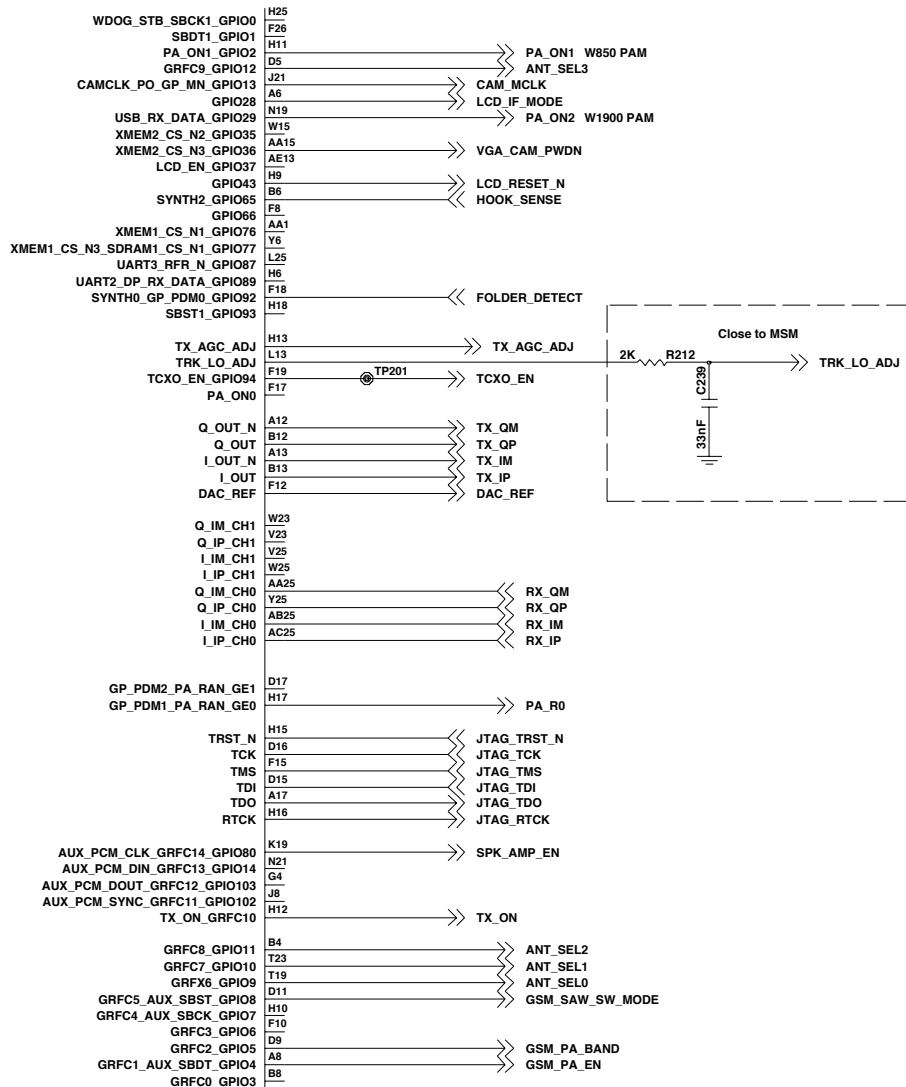 WDOG_STB_SBCK1_GPIO0 H25
SBDT1_GPIO1 F26
PA_ON1_GPIO2 H11 PA_ON1 W850 PAM
GRFC9_GPIO12 D5 ANT_SEL3
CAMCLK_PO_GP_MN_GPIO13 J21 CAM_MCLK
GPIO28 A6 LCD_IF_MODE
USB_RX_DATA_GPIO29 N19 PA_ON2 W1900 PAM
XMEM2_CS_N2_GPIO35 W15
XMEM2_CS_N3_GPIO36 AA15 VGA_CAM_PWDN
LCD_EN_GPIO37 AE13
GPIO43 H9 LCD_RESET_N
SYNTH2_GPIO65 B6 HOOK_SENSE
GPIO66 F8
XMEM1_CS_N1_GPIO76 AA1
XMEM1_CS_N3_SDRAM1_CS_N1_GPIO77 Y6
UART3_RFR_N_GPIO87 L25
UART2_DP_RX_DATA_GPIO89 H6
SYNTH0_GP_PDM0_GPIO92 F18 FOLDER_DETECT
SBST1_GPIO93 H18
Close to MSM
TX_AGC_ADJ H13 TX_AGC_ADJ
TRK_LO_ADJ L13 2K R212 TRK_LO_ADJ
TCXO_EN_GPIO94 F19 TP201 TCXO_EN
C239
PA_ON0 F17
33nF
Q_OUT_N A12 TX_QM
Q_OUT B12 TX_QP
I_OUT_N A13 TX_IM
I_OUT B13 TX_IP
DAC_REF F12 DAC_REF
Q_IM_CH1 W23
Q_IP_CH1 V23
I_IM_CH1 V25
I_IP_CH1 W25
Q_IM_CH0 AA25 RX_QM
Q_IP_CH0 Y25 RX_QP
I_IM_CH0 AB25 RX_IM
I_IP_CH0 AC25 RX_IP
GP_PDM2_PA_RAN_GE1 D17
GP_PDM1_PA_RAN_GE0 H17 PA_R0
TRST_N H15 JTAG_TRST_N
TCK D16 JTAG_TCK
TMS F15 JTAG_TMS
TDI D15 JTAG_TDI
TDO A17 JTAG_TDO
RTCK H16 JTAG_RTCK
AUX_PCM_CLK_GRFC14_GPIO80 K19 SPK_AMP_EN
AUX_PCM_DIN_GRFC13_GPIO14 N21
AUX_PCM_DOUT_GRFC12_GPIO103 G4
AUX_PCM_SYNC_GRFC11_GPIO102 J8
TX_ON_GRFC10 H12 TX_ON
GRFC8_GPIO11 B4 ANT_SEL2
GRFC7_GPIO10 T23 ANT_SEL1
GRFX6_GPIO9 T19 ANT_SEL0
GRFC5_AUX_SBST_GPIO8 D11 GSM_SAW_SW_MODE
GRFC4_AUX_SBCK_GPIO7 H10
GRFC3_GPIO6 F10
GRFC2_GPIO5 D9 GSM_PA_BAND
GRFC1_AUX_SBDT_GPIO4 A8 GSM_PA_EN
GRFC0_GPIO3 B8